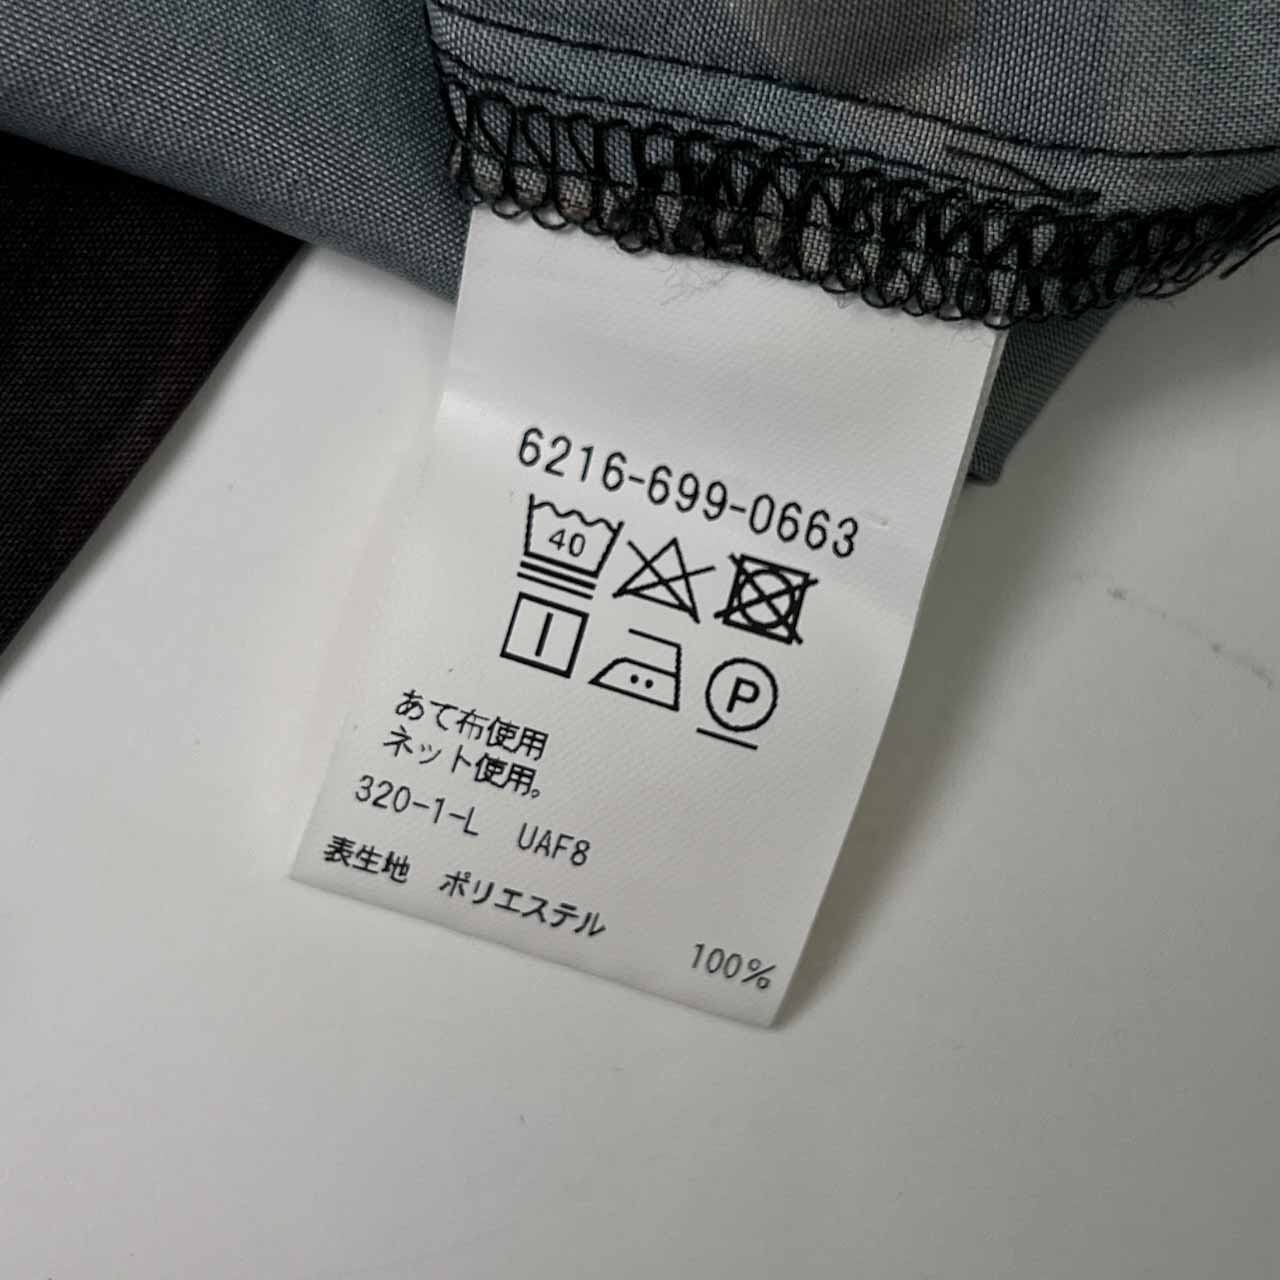 6216-699-0663
40
P
あて布使用
ネット使用。
320-1-L UAF8
表生地 ポリエステル 100%